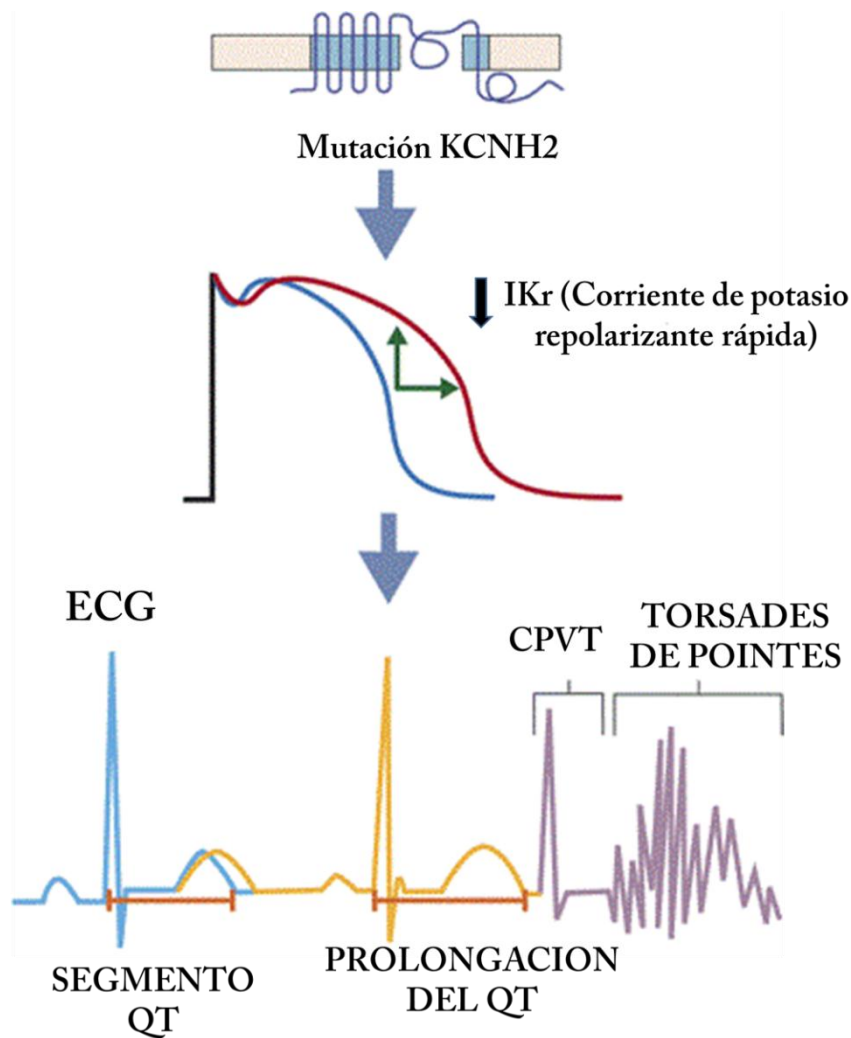 Mutación KCNH2
IKr (Corriente de potasio
repolarizante rápida)
ECG
CPVT
TORSADES
DE POINTES
SEGMENTO
QT
PROLONGACION
DEL QT